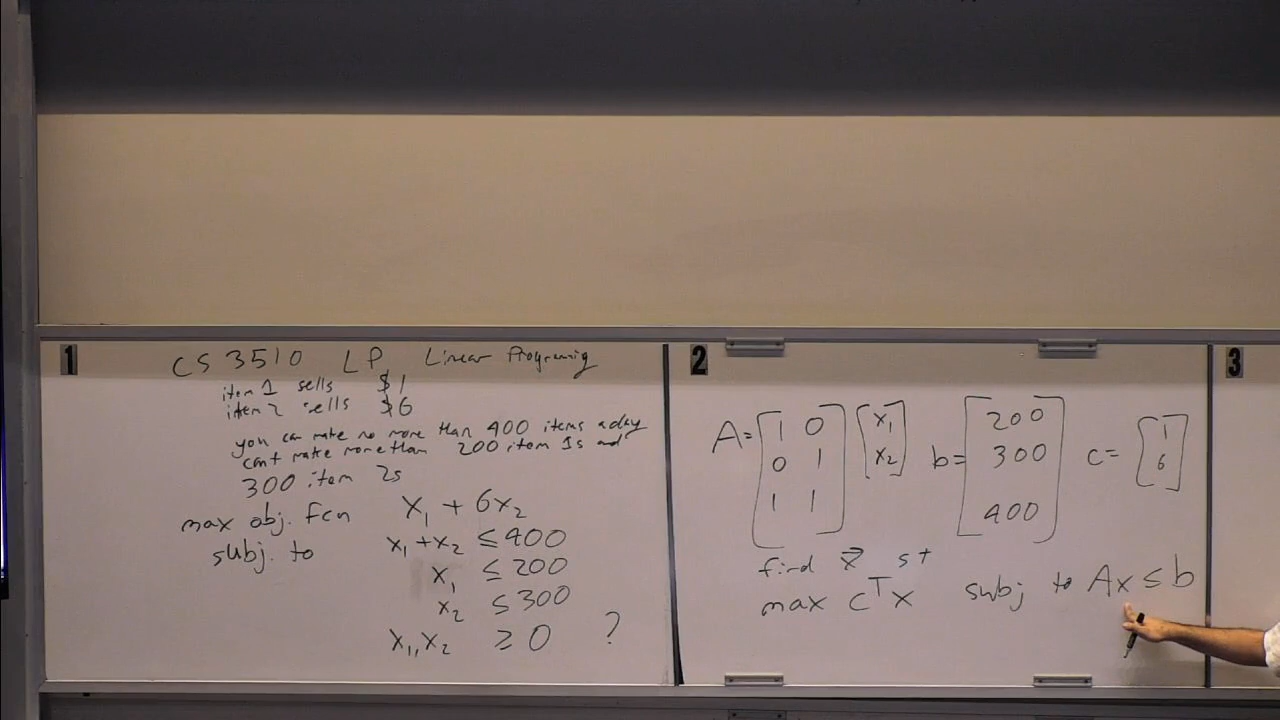 1
CS 3510 LP Linear Programing
item 1 sells $1
item 2 sells $6
you can make no more than 400 items a day
cant make more than 200 item 1s and
300 item 2s
max obj. fcn x₁ + 6x₂
subj. to x₁ + x₂ ≤ 400
x₁ ≤ 200
x₂ ≤ 300
x₁, x₂ ≥ 0 ?
2
A = [1 0 [x₁ b = [200 c = [1
0 1 x₂] 300 6]
1 1] 400]
find x⃗ st
max cᵀx subj to Ax ≤ b
3